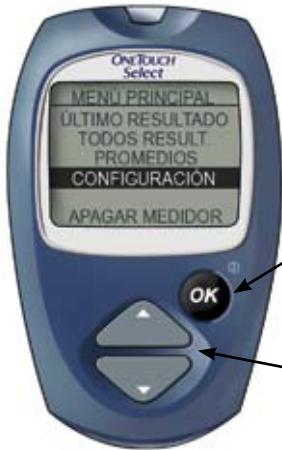 ONETOUCH
Select
MENÚ PRINCIPAL
ÚLTIMO RESULTADO
TODOS RESULT.
PROMEDIOS
CONFIGURACIÓN
APAGAR MEDIDOR
OK